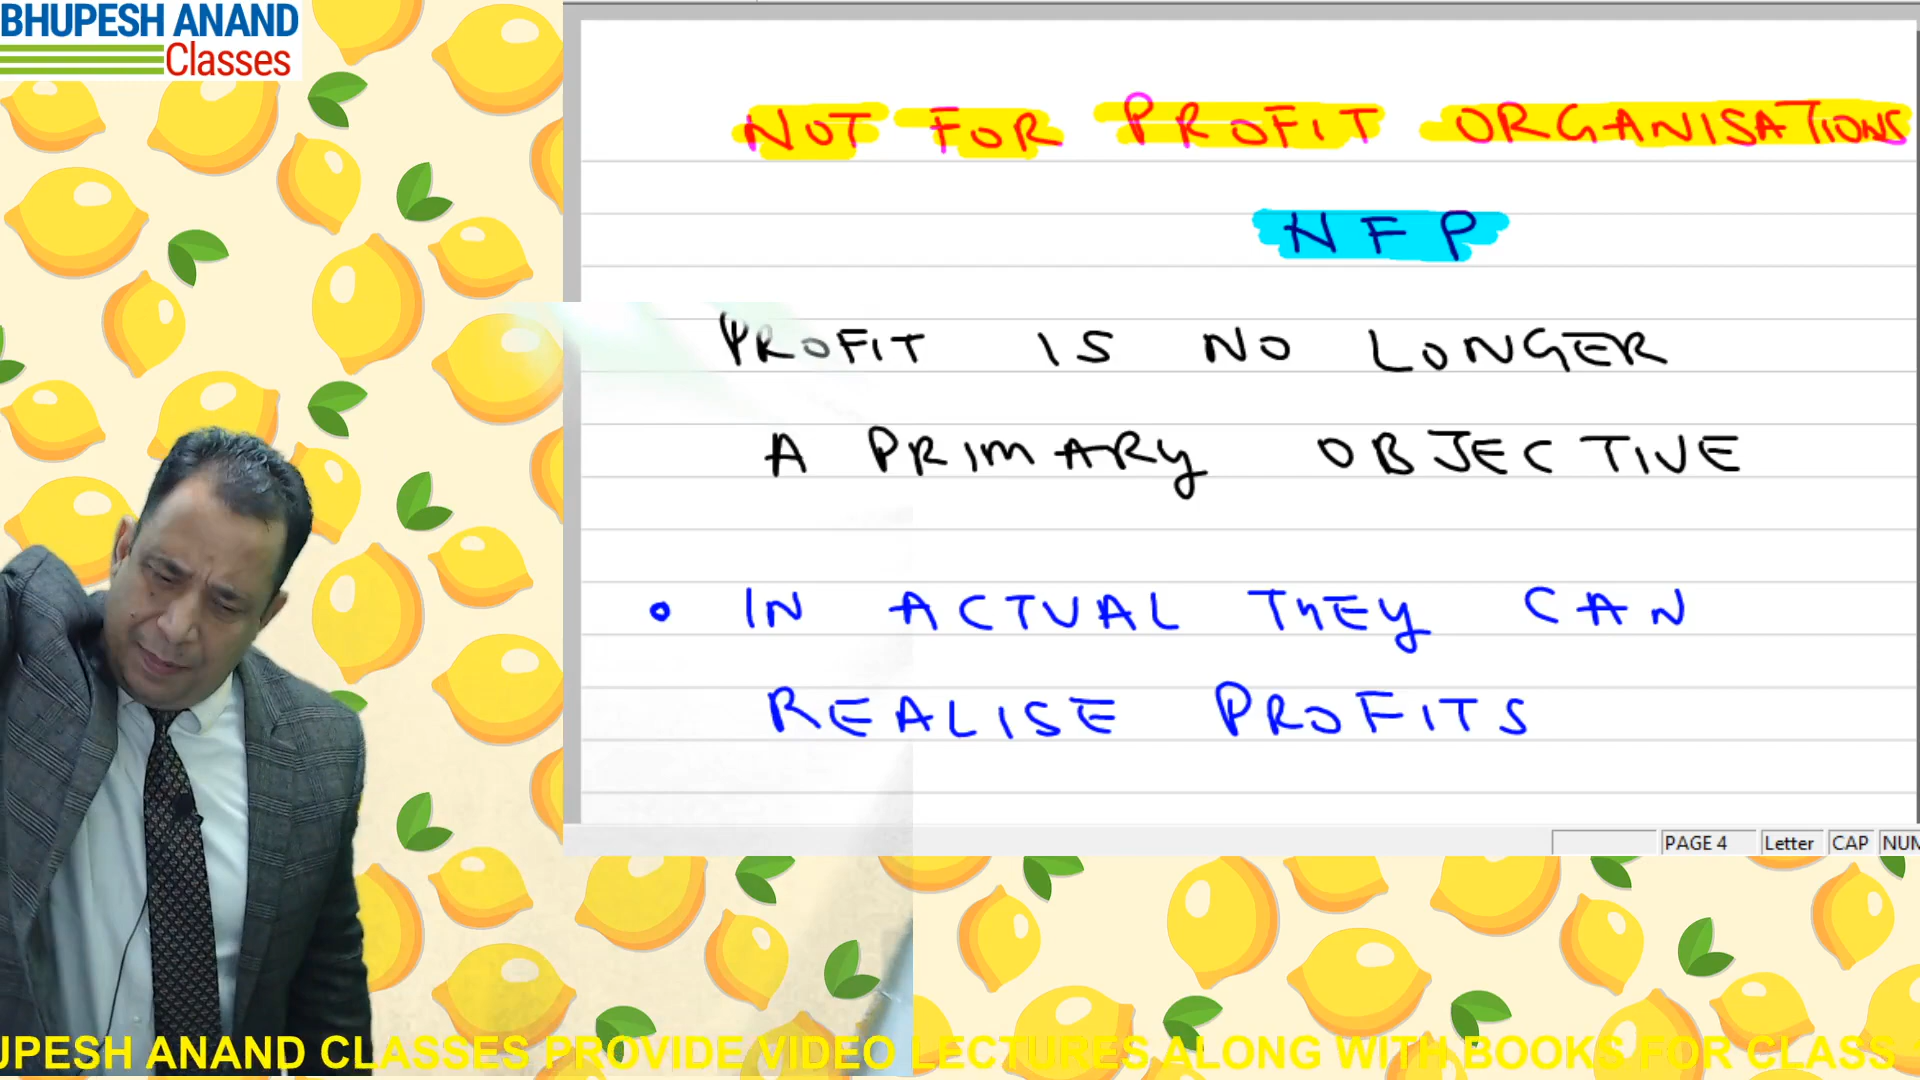 BHUPESH ANAND
Classes
NOT FOR PROFIT ORGANISATIONS
NFP
PROFIT IS NO LONGER
A PRIMARY OBJECTIVE
• IN ACTUAL THEY CAN
REALISE PROFITS
PAGE 4 Letter CAP NUM
UPESH ANAND CLASSES PROVIDE VIDEO LECTURES ALONG WITH BOOKS FOR CLASS